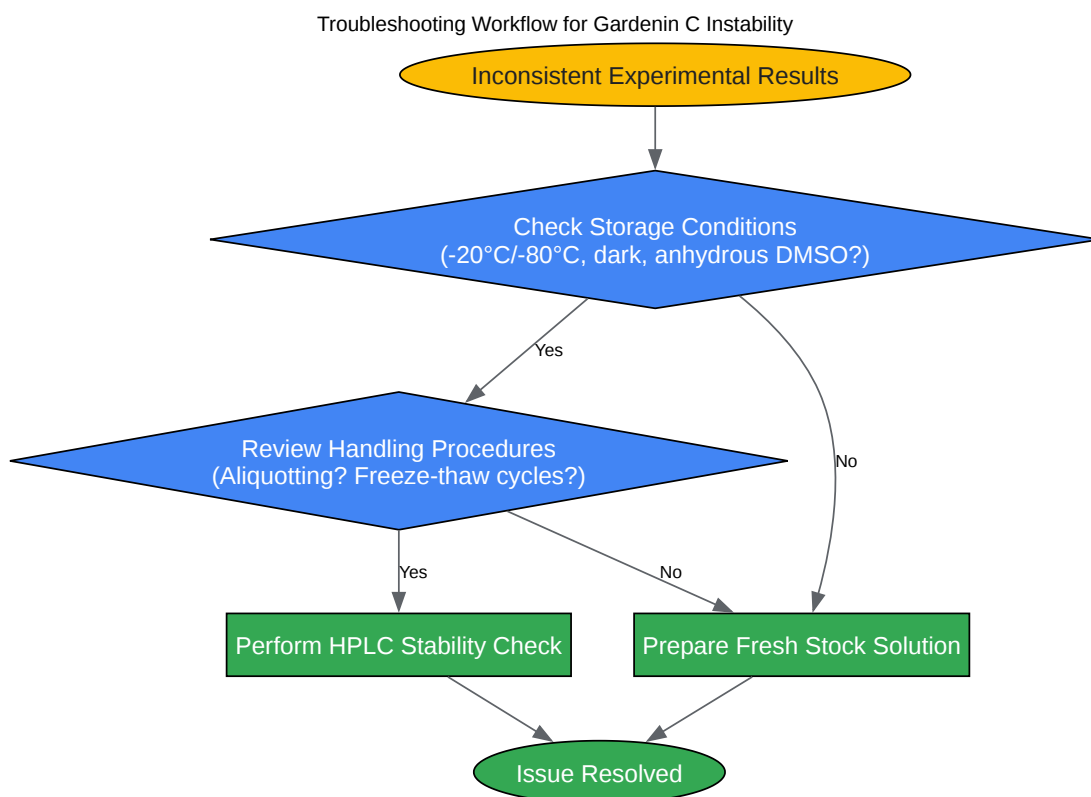 Troubleshooting Workflow for Gardenin C Instability
Inconsistent Experimental Results
Check Storage Conditions
(-20°C/-80°C, dark, anhydrous DMSO?)
Yes
No
Review Handling Procedures
(Aliquotting? Freeze-thaw cycles?)
Yes
No
Perform HPLC Stability Check
Prepare Fresh Stock Solution
Issue Resolved